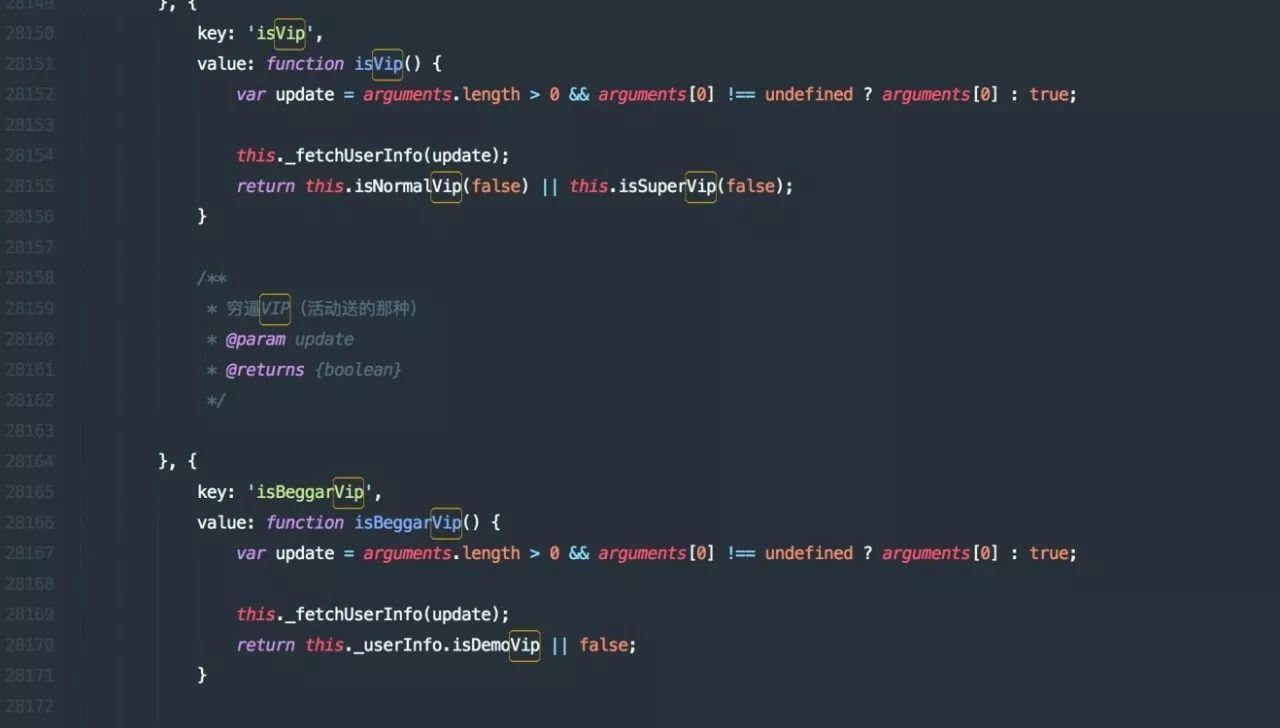 28149 }, {
28150 key: 'isVip',
28151 value: function isVip() {
28152 var update = arguments.length > 0 && arguments[0] !== undefined ? arguments[0] : true;
28153
28154 this._fetchUserInfo(update);
28155 return this.isNormalVip(false) || this.isSuperVip(false);
28156 }
28157
28158 /**
28159 * 穷逼VIP（活动送的那种）
28160 * @param update
28161 * @returns {boolean}
28162 */
28163
28164 }, {
28165 key: 'isBeggarVip',
28166 value: function isBeggarVip() {
28167 var update = arguments.length > 0 && arguments[0] !== undefined ? arguments[0] : true;
28168
28169 this._fetchUserInfo(update);
28170 return this._userInfo.isDemoVip || false;
28171 }
28172